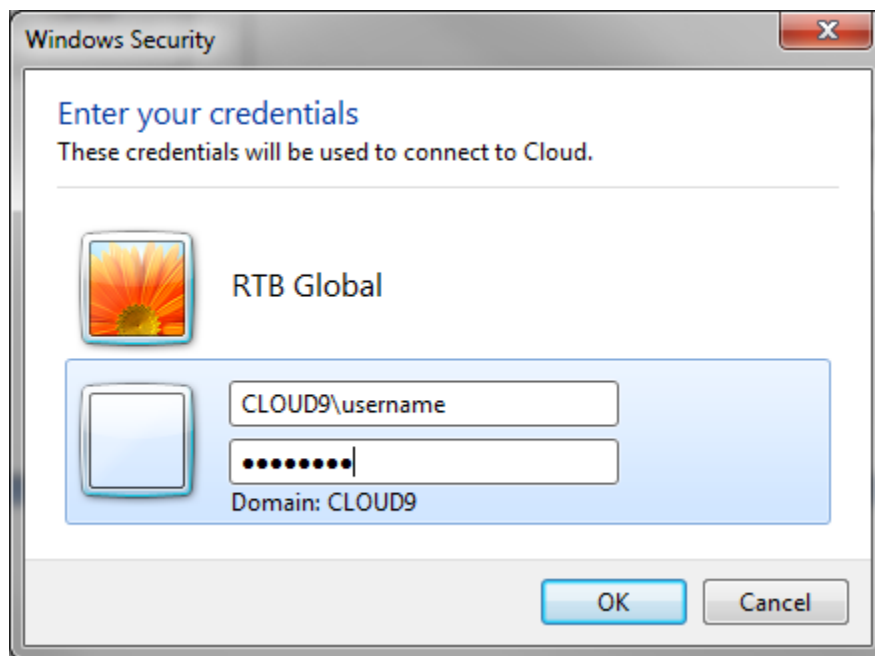 Windows Security
Enter your credentials
These credentials will be used to connect to Cloud.
RTB Global
CLOUD9\username
●●●●●●●●
Domain: CLOUD9
OK
Cancel